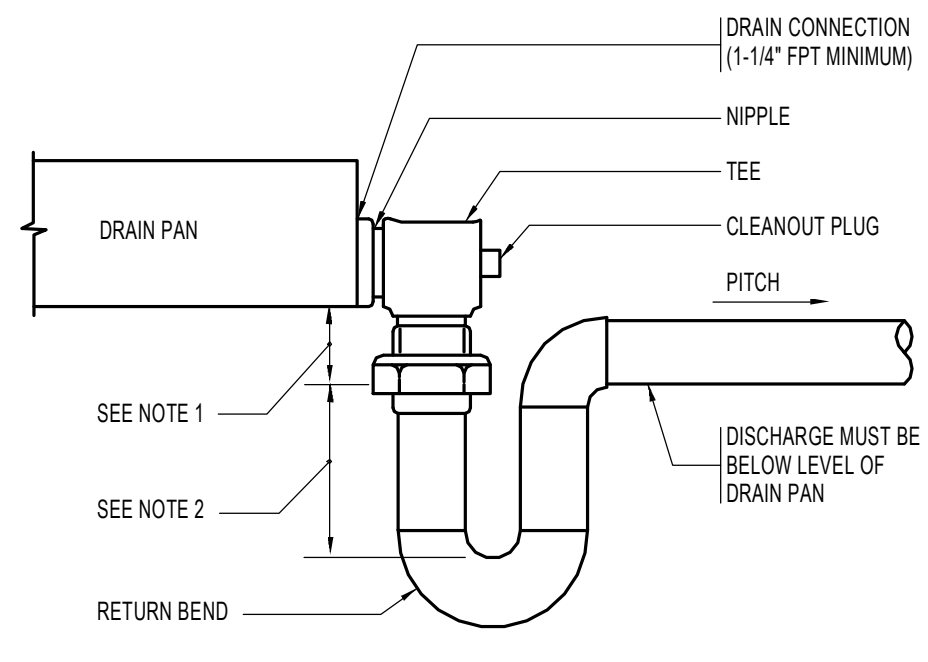 DRAIN CONNECTION
(1-1/4" FPT MINIMUM)
NIPPLE
TEE
CLEANOUT PLUG
DRAIN PAN
PITCH
SEE NOTE 1
DISCHARGE MUST BE
BELOW LEVEL OF
DRAIN PAN
SEE NOTE 2
RETURN BEND